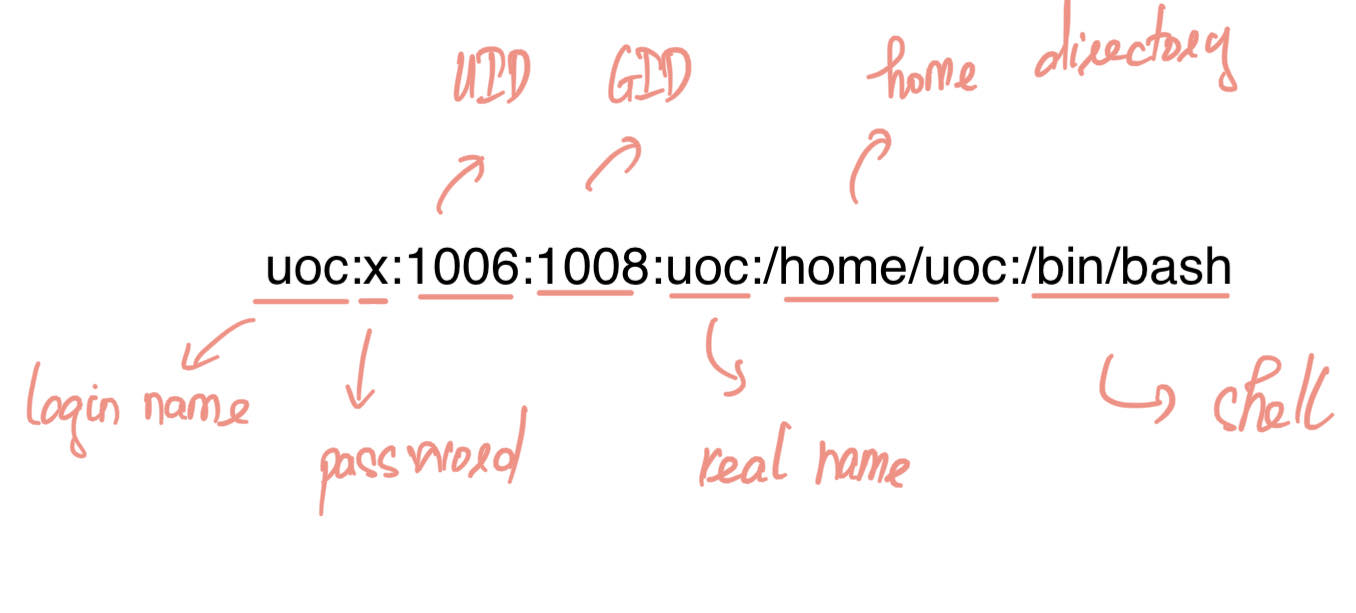 UID GID home directory
uoc:x:1006:1008:uoc:/home/uoc:/bin/bash
login name password real name shell